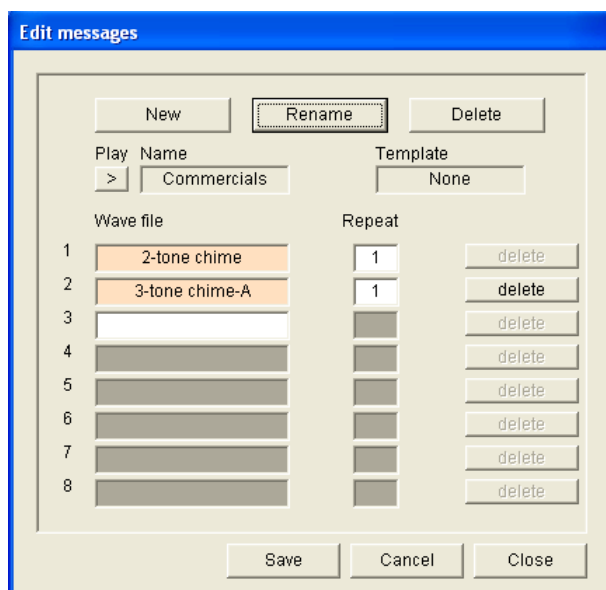 Edit messages
New Rename Delete
Play Name Template
> Commercials None
Wave file Repeat
1 2-tone chime 1 delete
2 3-tone chime-A 1 delete
3 delete
4 delete
5 delete
6 delete
7 delete
8 delete
Save Cancel Close